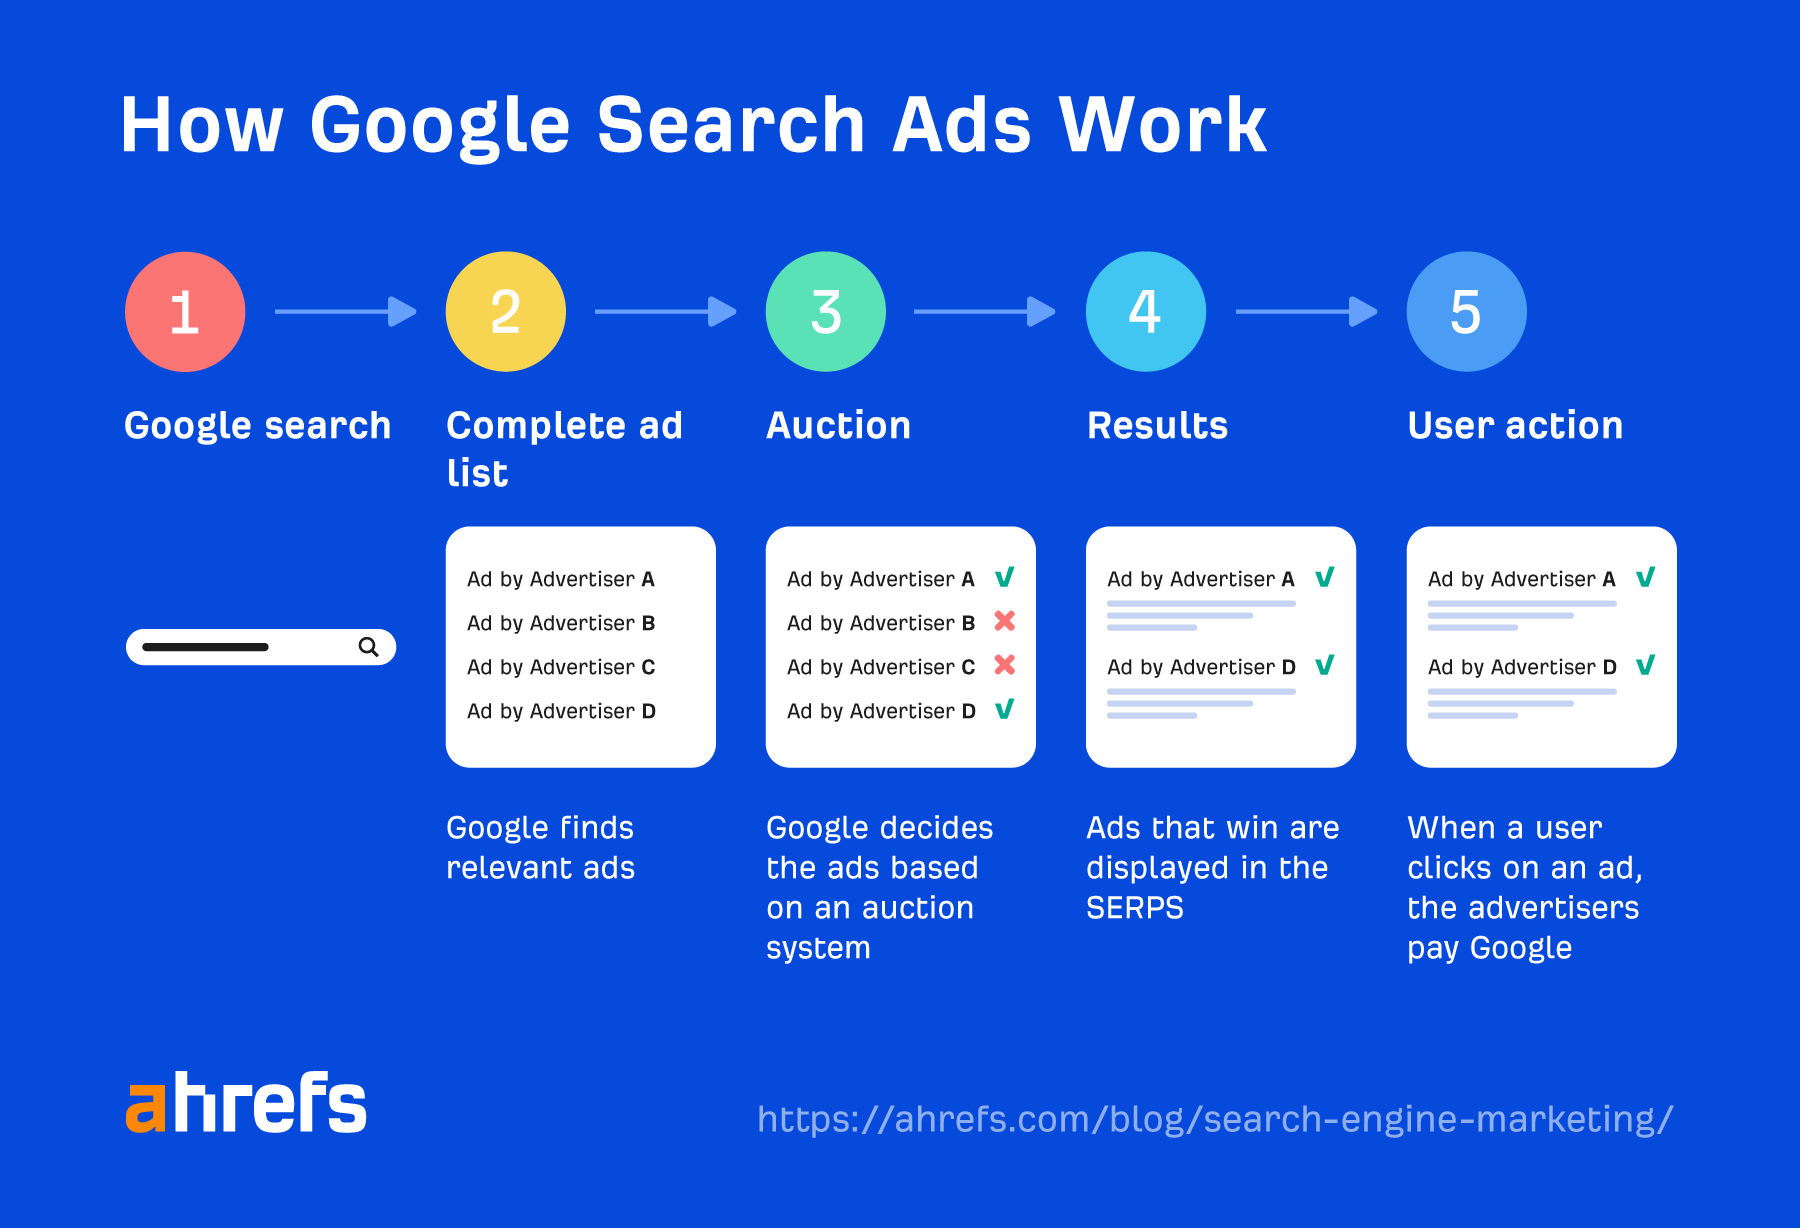 How Google Search Ads Work
1
2
3
4
5
Google search
Complete ad
list
Auction
Results
User action
Ad by Advertiser A
Ad by Advertiser B
Ad by Advertiser C
Ad by Advertiser D
Google finds
relevant ads
Ad by Advertiser A
Ad by Advertiser B
Ad by Advertiser C
Ad by Advertiser D
Google decides
the ads based
on an auction
system
Ad by Advertiser A
Ad by Advertiser D
Ads that win are
displayed in the
SERPS
Ad by Advertiser A
Ad by Advertiser D
When a user
clicks on an ad,
the advertisers
pay Google
ahrefs
https://ahrefs.com/blog/search-engine-marketing/